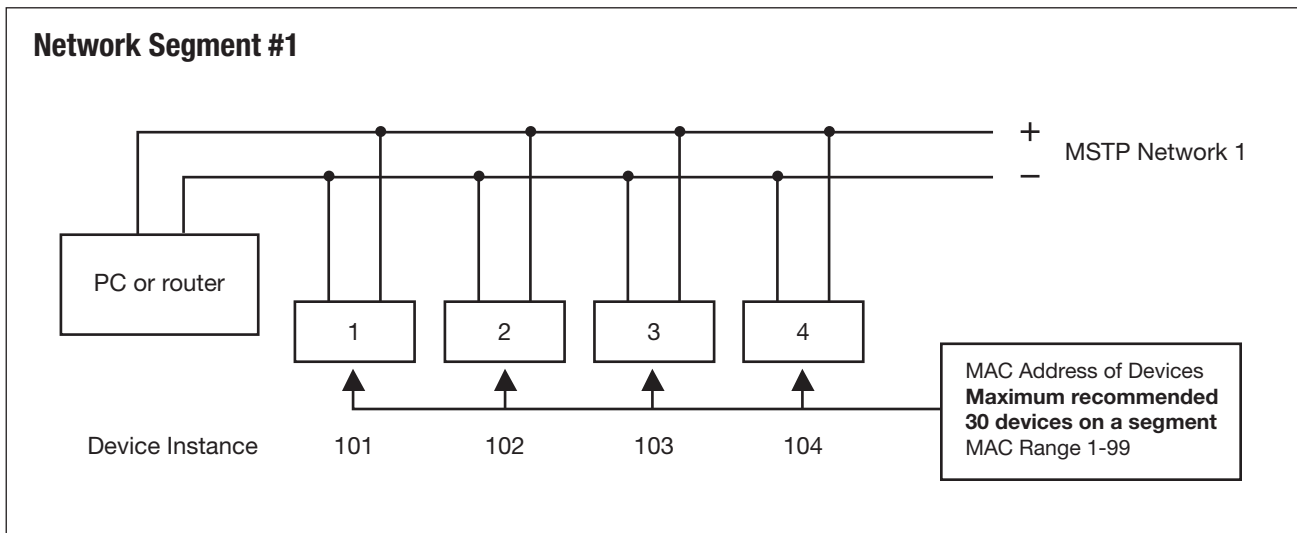 Network Segment #1
+
MSTP Network 1
−
PC or router
1 2 3 4
MAC Address of Devices
Maximum recommended
30 devices on a segment
MAC Range 1-99
Device Instance 101 102 103 104